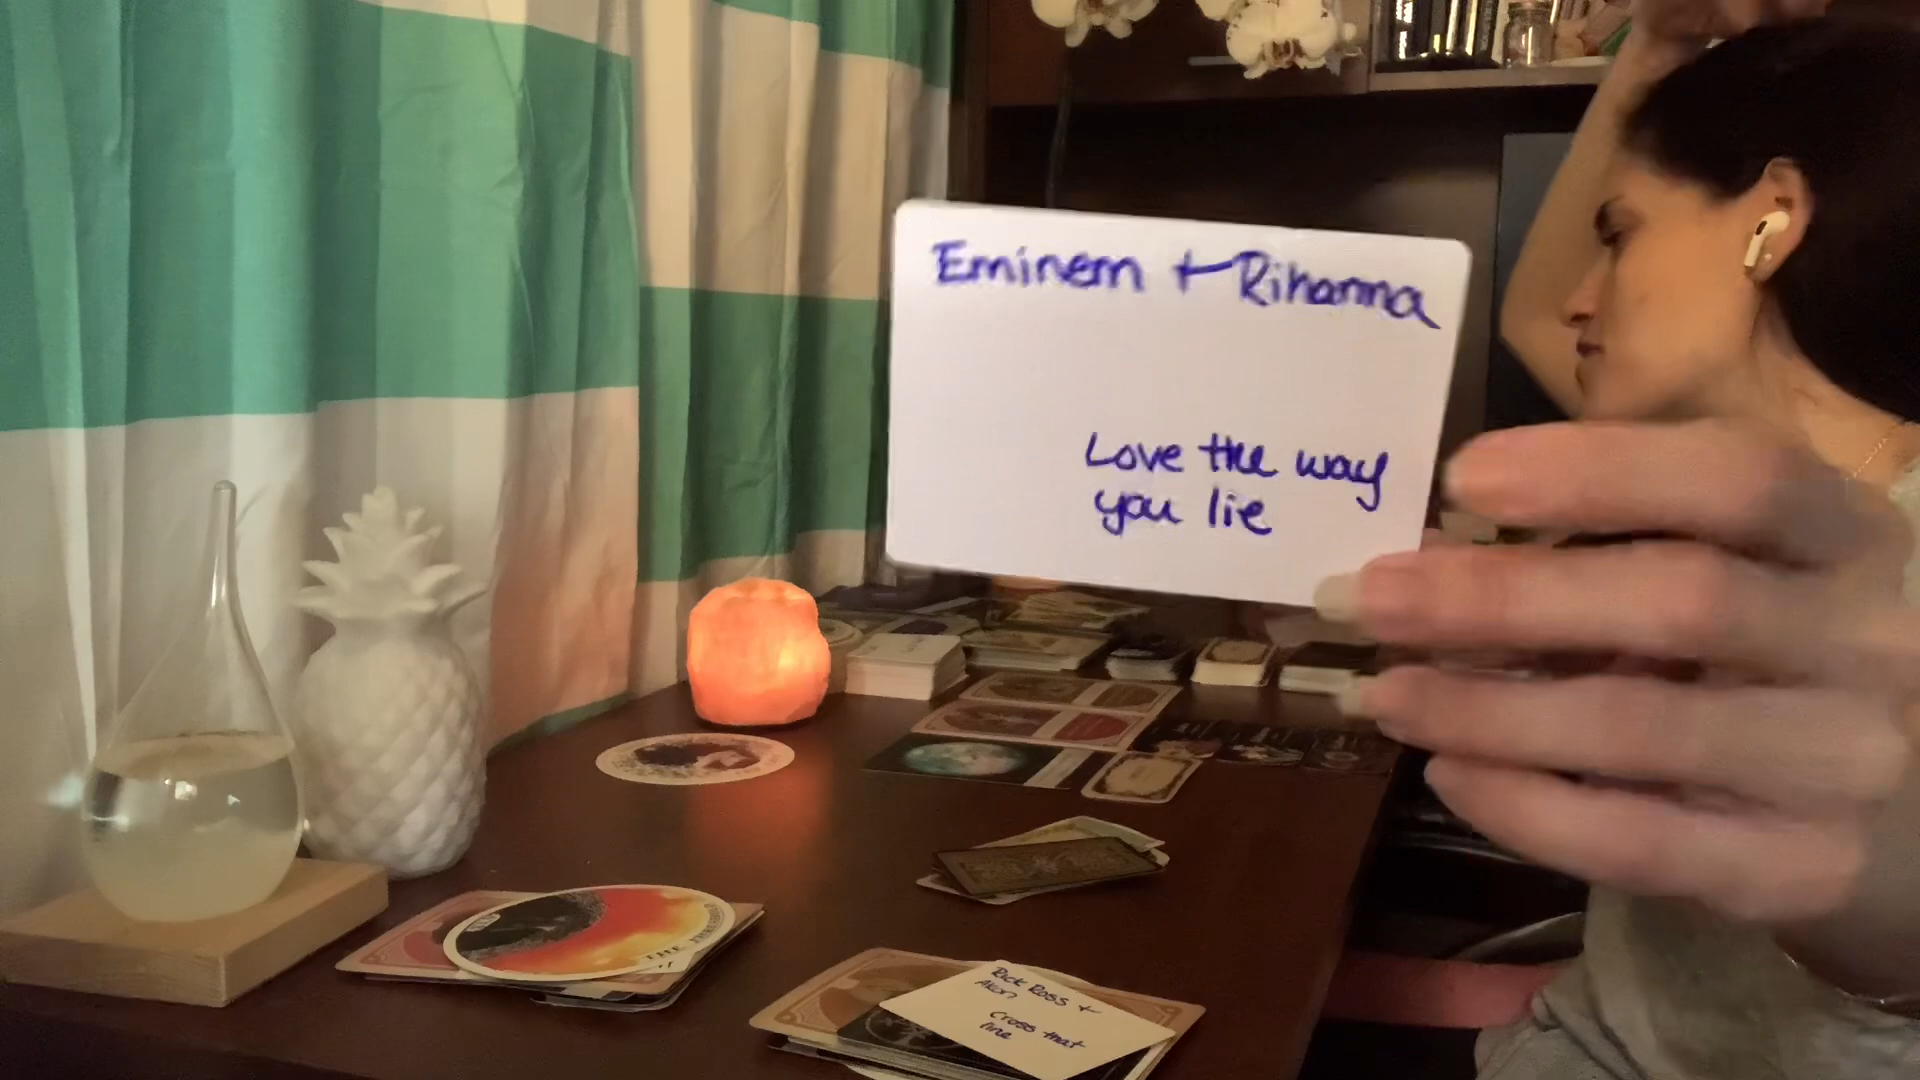 Eminem + Rihanna
Love the way
you lie
Rick Ross +
Akon
Cross that
line